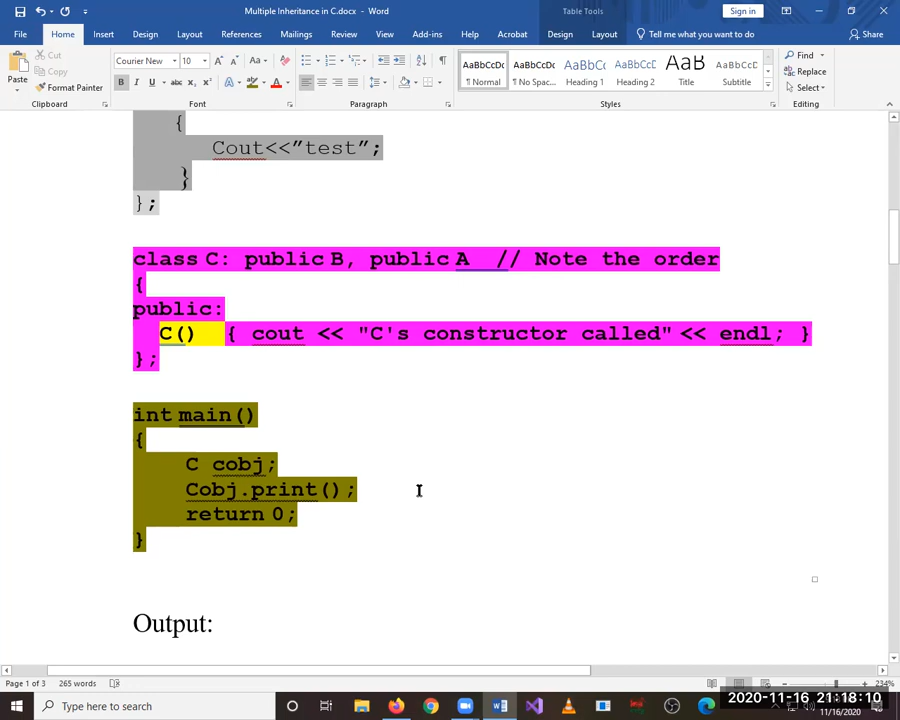 Multiple Inheritance in C.docx - Word
Table Tools
Sign in
File Home Insert Design Layout References Mailings Review View Add-ins Help Acrobat Design Layout Tell me what you want to do Share
Paste
Cut
Copy
Format Painter
Clipboard
Courier New 10
Font
Paragraph
AaBbCcDc AaBbCcDc AaBbCc AaBbCcD AaB AaBbCcD
¶ Normal ¶ No Spac... Heading 1 Heading 2 Title Subtitle
Styles
Find
Replace
Select
Editing
{
Cout<<”test”;
}
};
class C: public B, public A // Note the order
{
public:
C() { cout << "C's constructor called" << endl; }
};
int main()
{
C cobj;
Cobj.print();
return 0;
}
Output:
Page 1 of 3 265 words 234%
Type here to search
2020-11-16 21:18:10
11/16/2020